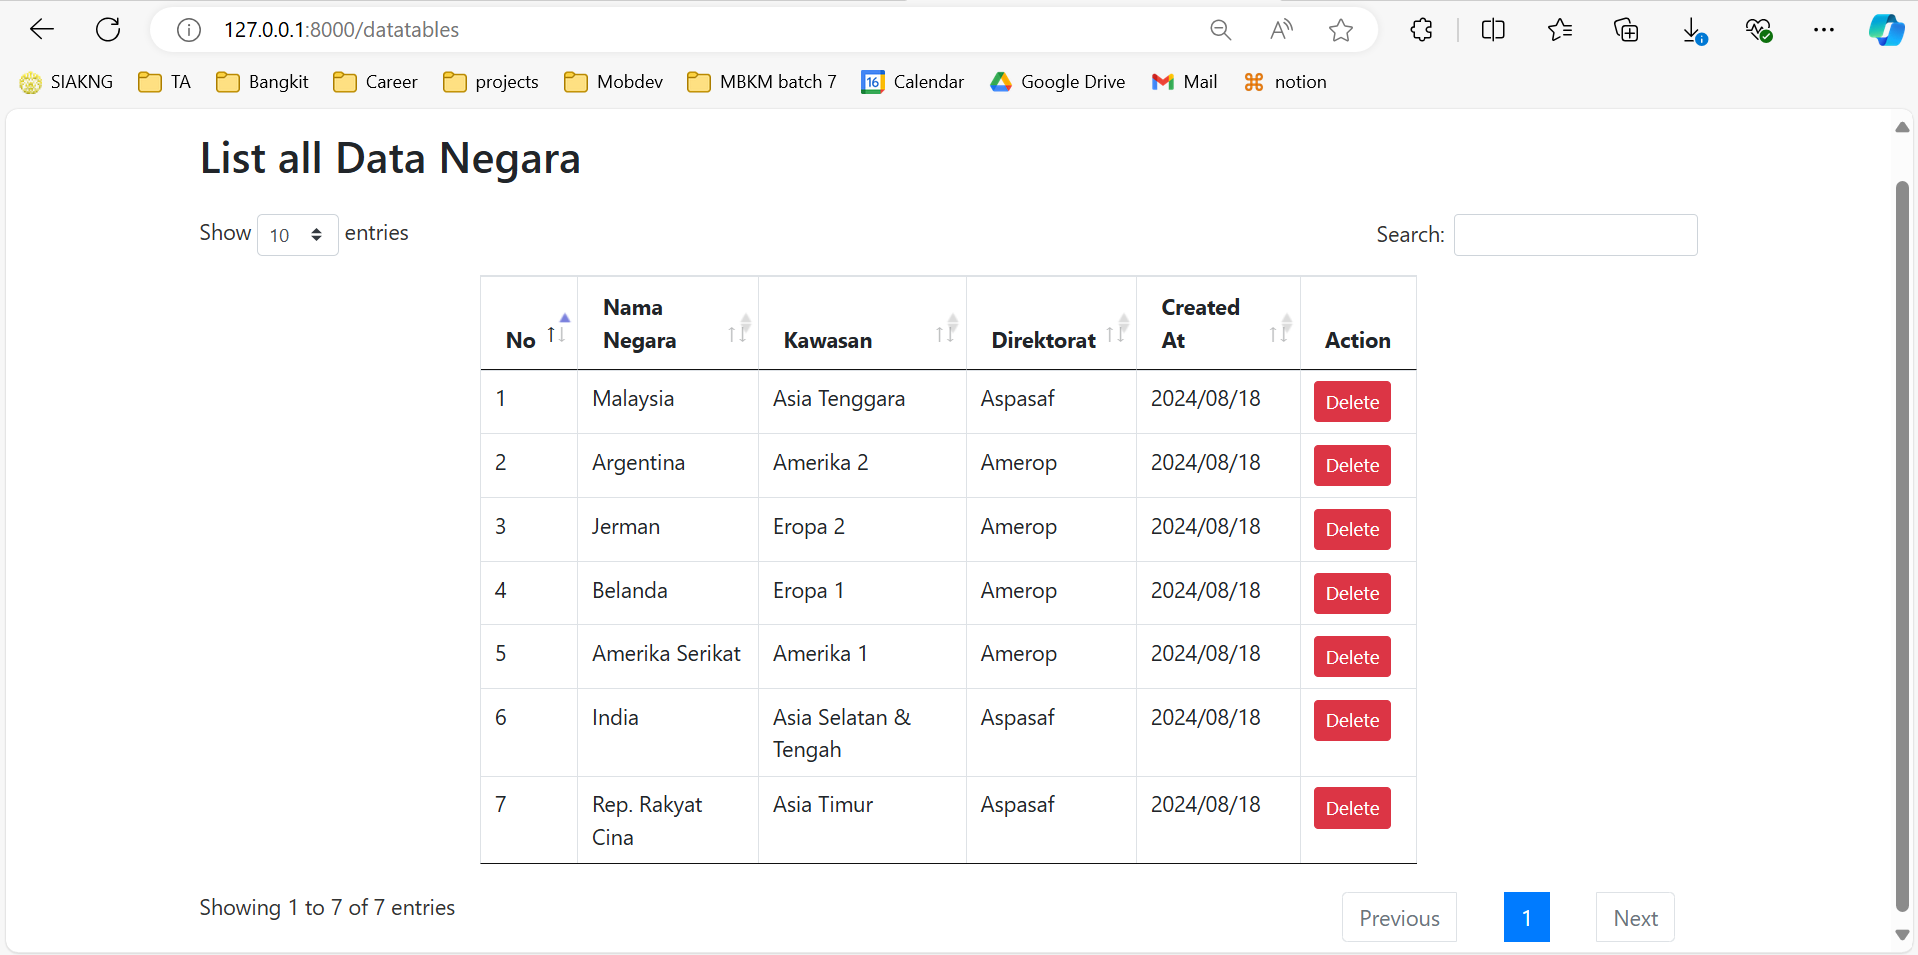 127.0.0.1:8000/datatables
SIAKNG TA Bangkit Career projects Mobdev MBKM batch 7 16 Calendar Google Drive Mail notion
List all Data Negara
Show 10 entries Search:
No Nama Negara Kawasan Direktorat Created At Action
1 Malaysia Asia Tenggara Aspasaf 2024/08/18 Delete
2 Argentina Amerika 2 Amerop 2024/08/18 Delete
3 Jerman Eropa 2 Amerop 2024/08/18 Delete
4 Belanda Eropa 1 Amerop 2024/08/18 Delete
5 Amerika Serikat Amerika 1 Amerop 2024/08/18 Delete
6 India Asia Selatan & Tengah Aspasaf 2024/08/18 Delete
7 Rep. Rakyat Cina Asia Timur Aspasaf 2024/08/18 Delete
Showing 1 to 7 of 7 entries Previous 1 Next